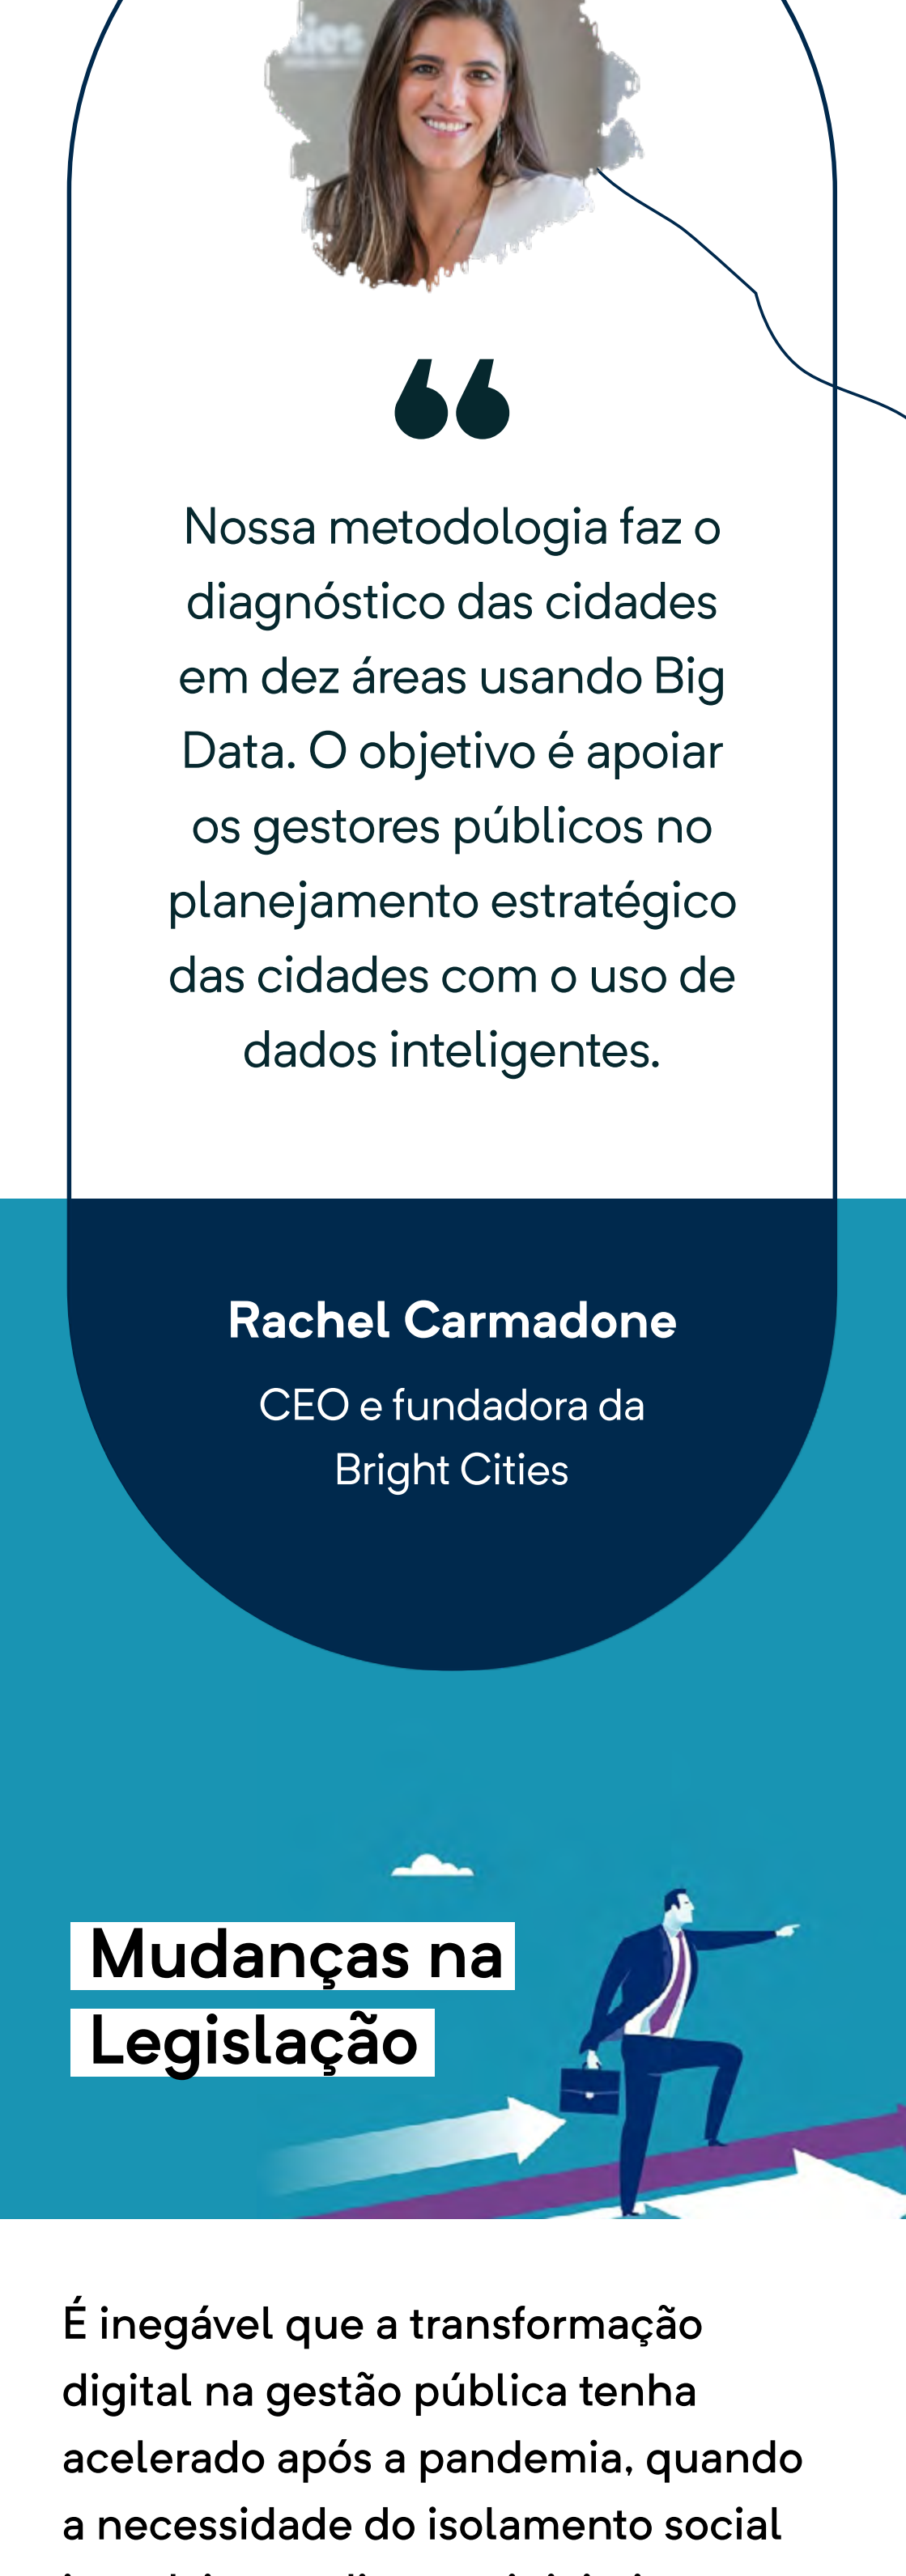 ties
Nossa metodologia faz o
diagnóstico das cidades
em dez áreas usando Big
Data. O objetivo é apoiar
os gestores públicos no
planejamento estratégico
das cidades com o uso de
dados inteligentes.
Rachel Carmadone
CEO e fundadora da
Bright Cities
Mudanças na
Legislação
É inegável que a transformação
digital na gestão pública tenha
acelerado após a pandemia, quando
a necessidade do isolamento social